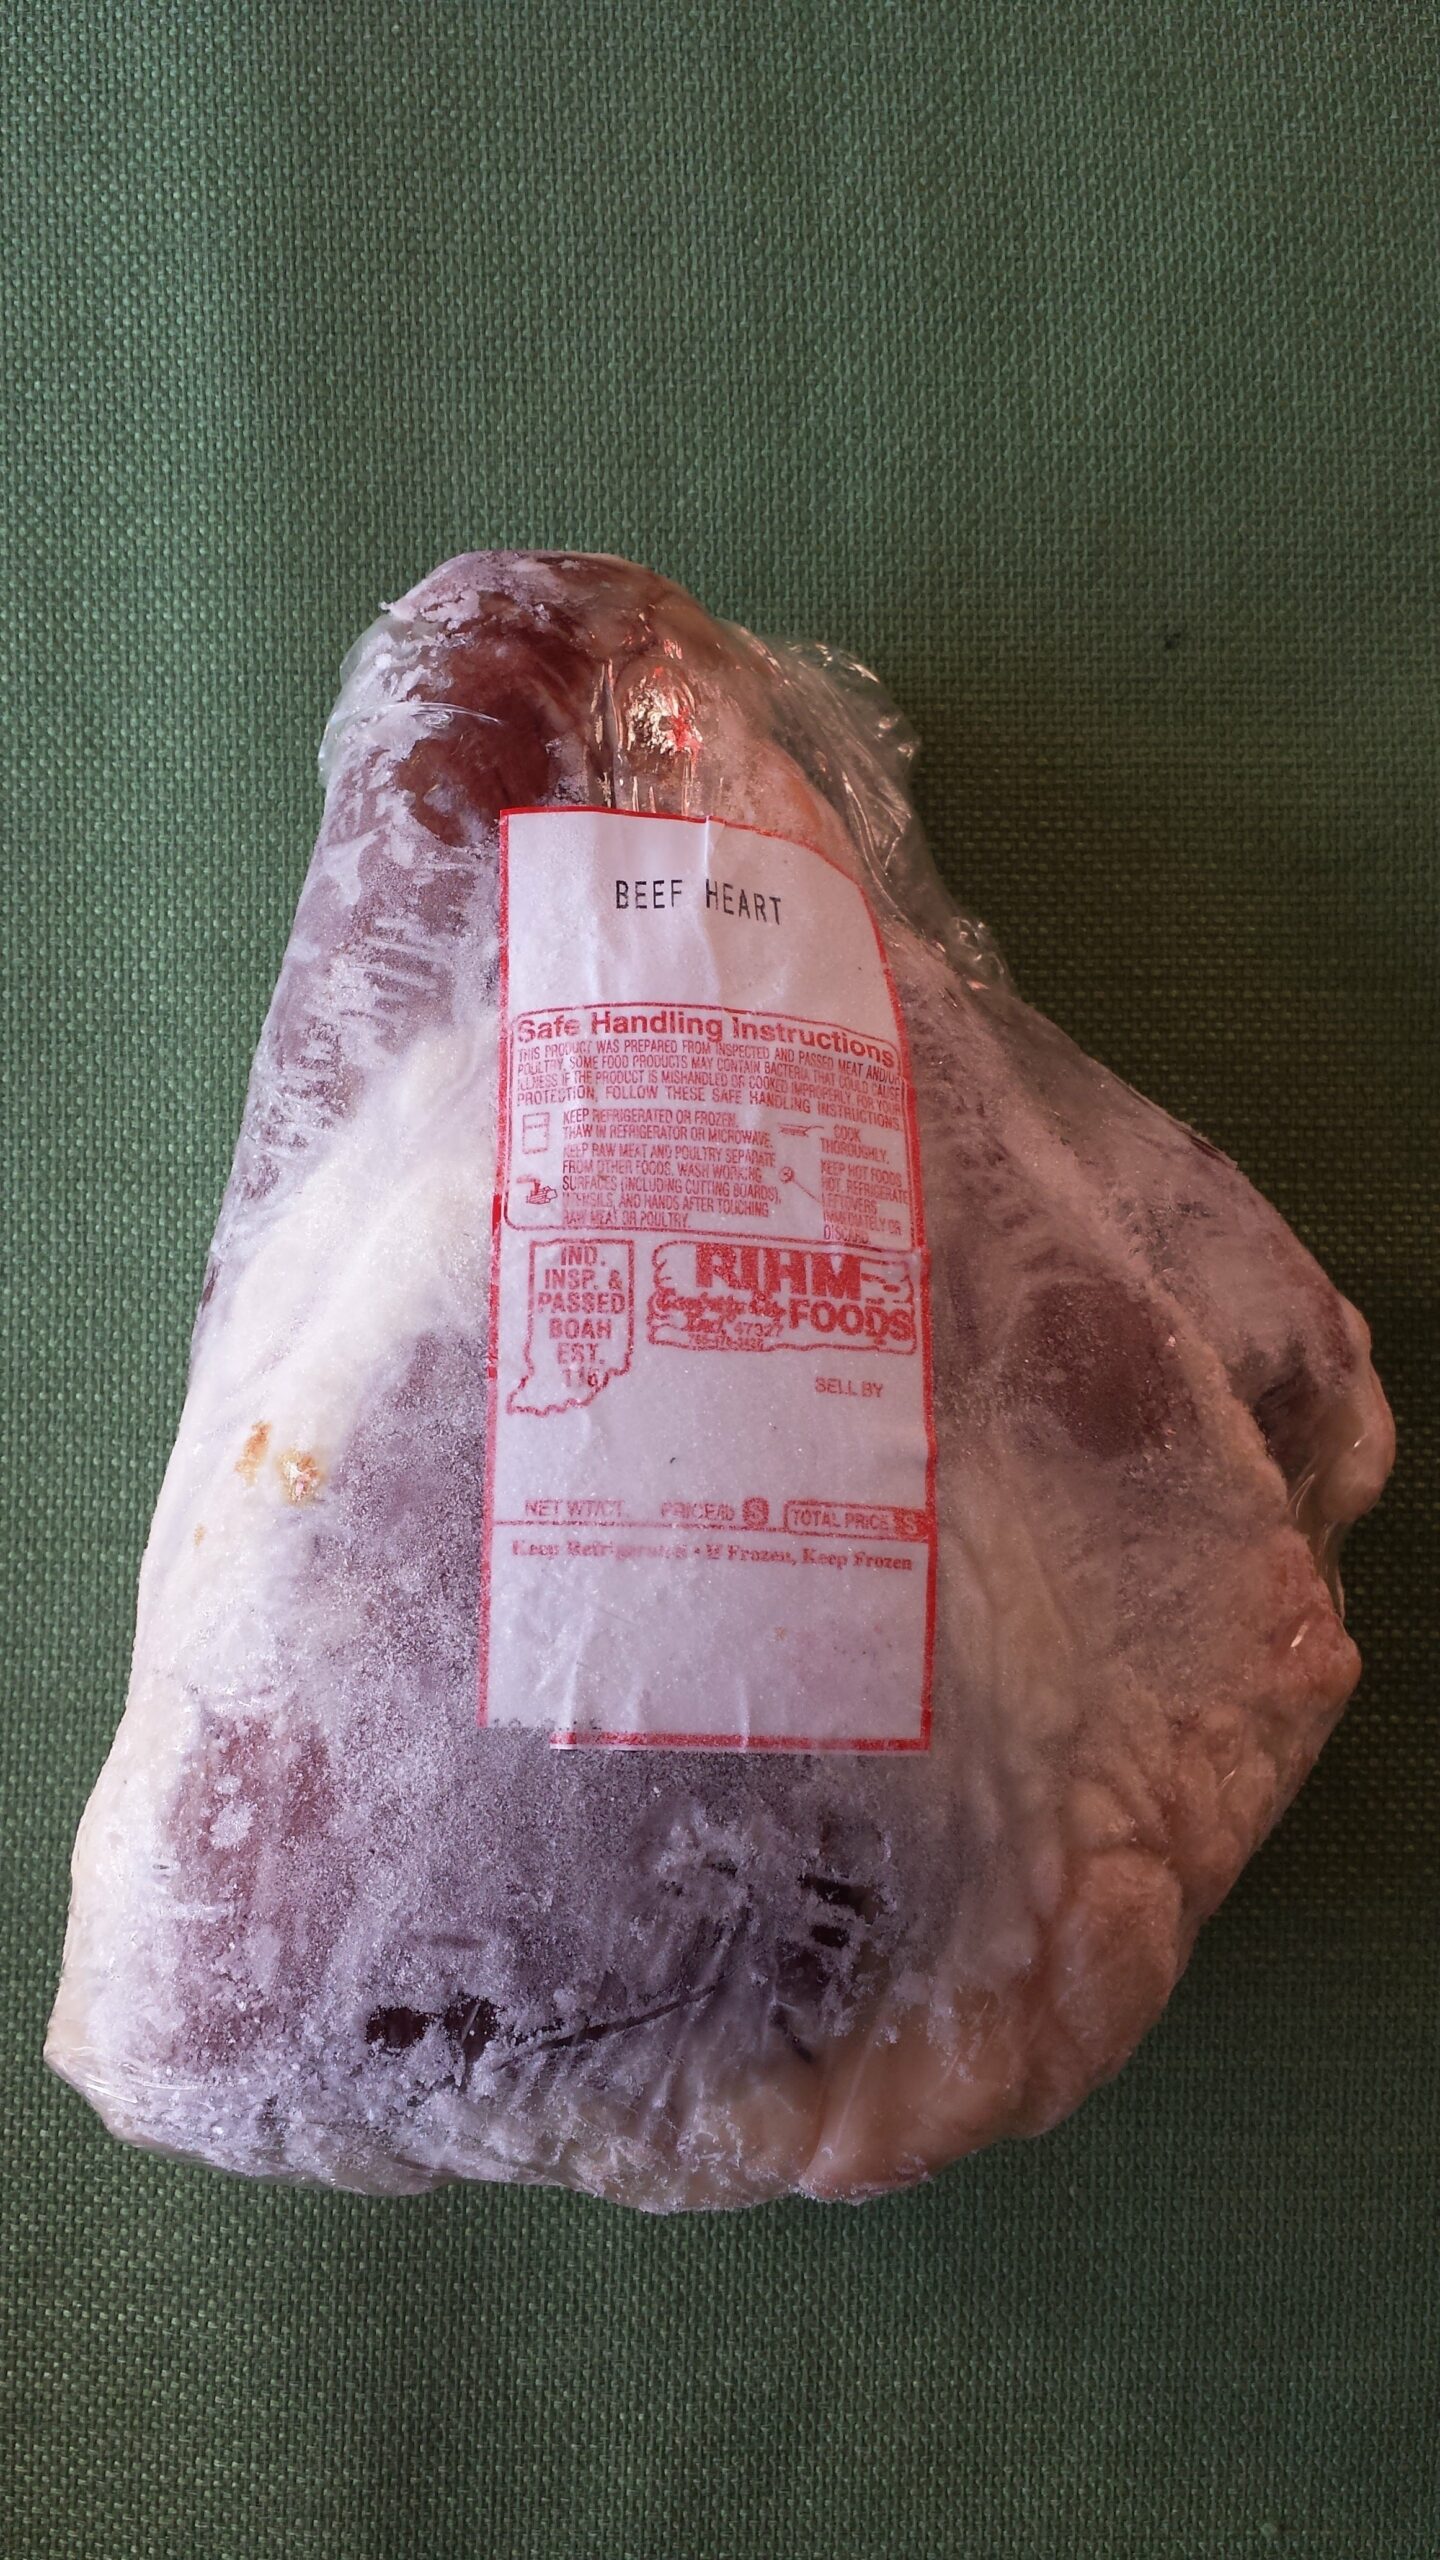 BEEF HEART
Safe Handling Instructions
THIS PRODUCT WAS PREPARED FROM INSPECTED AND PASSED MEAT AND/OR
POULTRY. SOME FOOD PRODUCTS MAY CONTAIN BACTERIA THAT COULD CAUSE
ILLNESS IF THE PRODUCT IS MISHANDLED OR COOKED IMPROPERLY. FOR YOUR
PROTECTION, FOLLOW THESE SAFE HANDLING INSTRUCTIONS.
KEEP REFRIGERATED OR FROZEN.
THAW IN REFRIGERATOR OR MICROWAVE.
KEEP RAW MEAT AND POULTRY SEPARATE
FROM OTHER FOODS. WASH WORKING
SURFACES (INCLUDING CUTTING BOARDS),
UTENSILS, AND HANDS AFTER TOUCHING
RAW MEAT OR POULTRY.
COOK
THOROUGHLY.
KEEP HOT FOODS
HOT. REFRIGERATE
LEFTOVERS
IMMEDIATELY OR
DISCARD.
IND.
INSP. &
PASSED
BOAH
EST.
116
RIHM
FOODS
Cambridge City
Ind. 47327
SELL BY
NET WT/CT. PRICE/lb $ TOTAL PRICE $
Keep Refrigerated • If Frozen, Keep Frozen